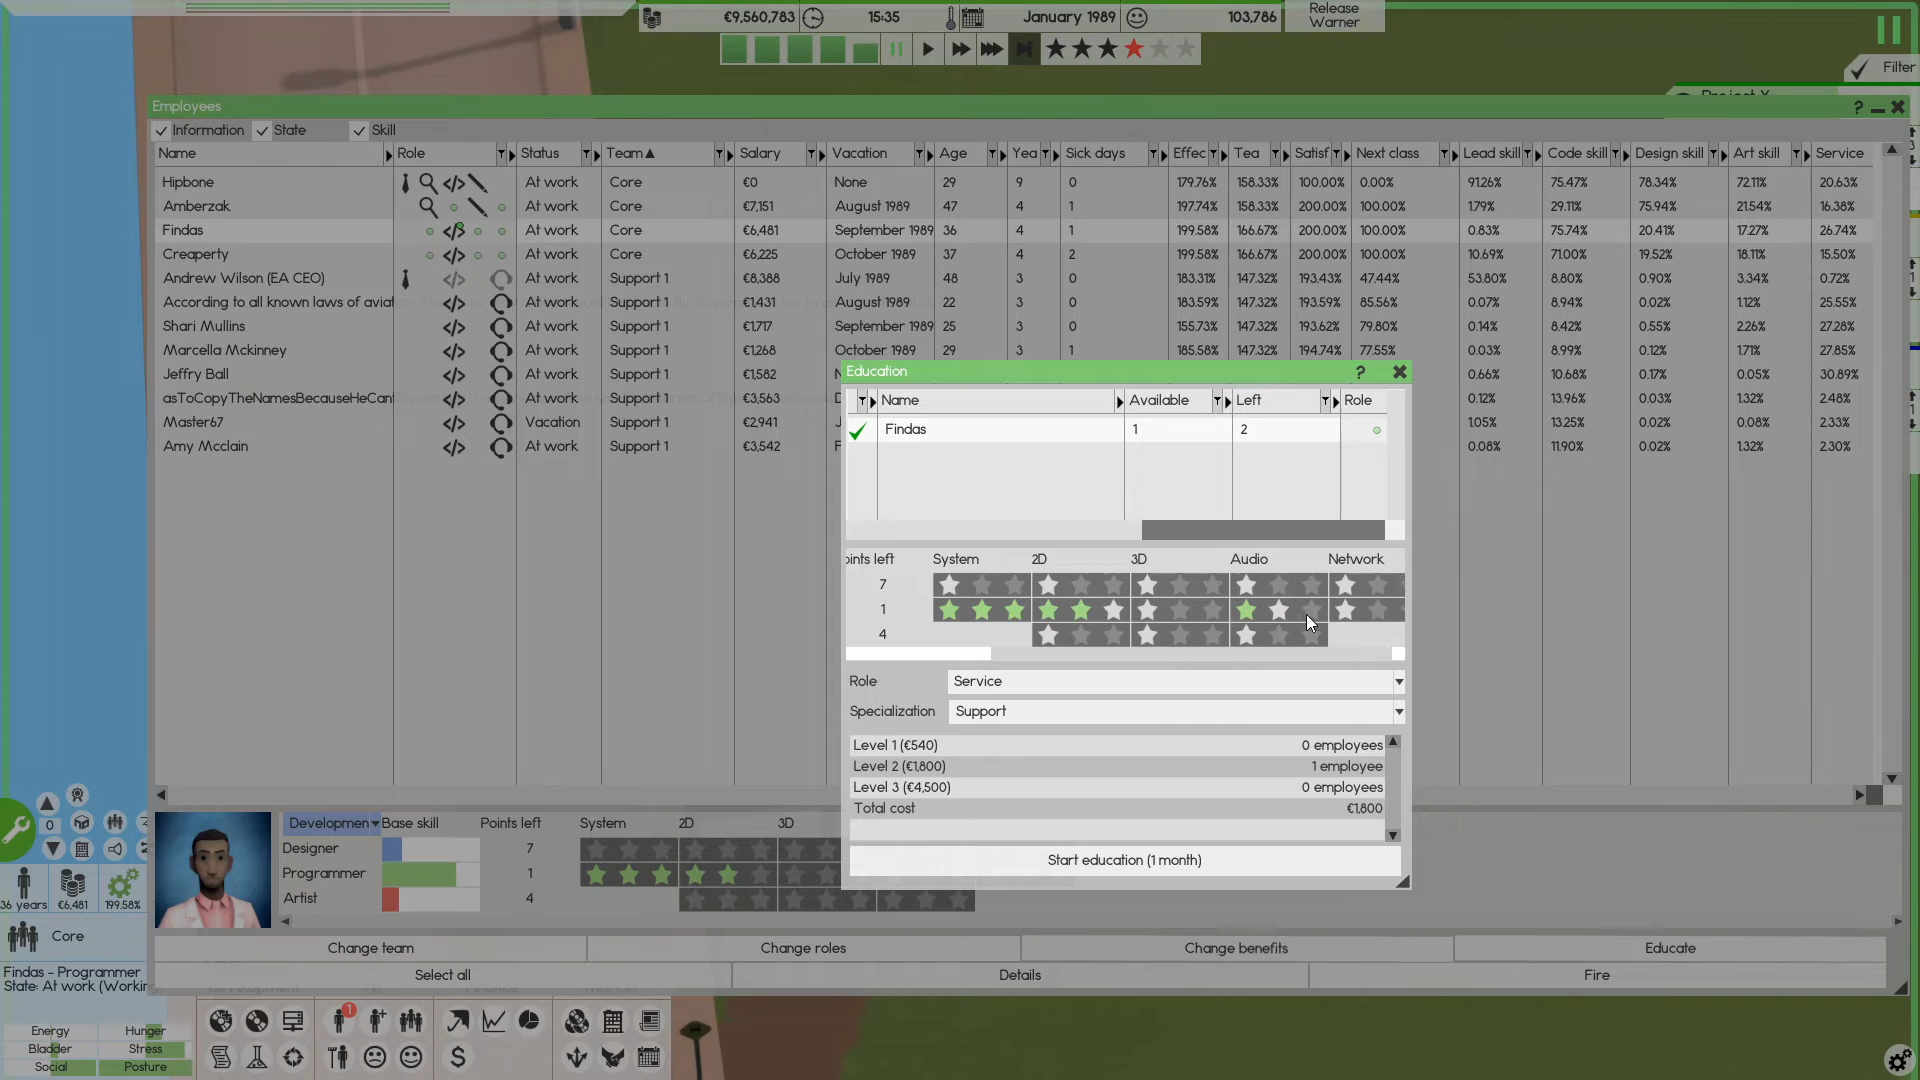 €9,560,783 15:35 January 1989 103,786 Release Warner
Filter
Employees
Information State Skill
Name Role Status Team Salary Vacation Age Yea Sick days Effec Tea Satisf Next class Lead skill Code skill Design skill Art skill Service
Hipbone At work Core €0 None 29 9 0 179.76% 158.33% 100.00% 0.00% 91.26% 75.47% 78.34% 72.11% 20.63%
Amberzak At work Core €7,151 August 1989 47 4 1 197.74% 158.33% 200.00% 100.00% 1.79% 29.11% 75.94% 21.54% 16.38%
Findas At work Core €6,481 September 1989 36 4 1 199.58% 166.67% 200.00% 100.00% 0.83% 75.74% 20.41% 17.27% 26.74%
Creaperty At work Core €6,225 October 1989 37 4 2 199.58% 166.67% 200.00% 100.00% 10.69% 71.00% 19.52% 18.11% 15.50%
Andrew Wilson (EA CEO) At work Support 1 €8,388 July 1989 48 3 0 183.31% 147.32% 193.43% 47.44% 53.80% 8.80% 0.90% 3.34% 0.72%
According to all known laws of aviat At work Support 1 €1,431 August 1989 22 3 0 183.59% 147.32% 193.59% 85.56% 0.07% 8.94% 0.02% 1.12% 25.55%
Shari Mullins At work Support 1 €1,717 September 1989 25 3 0 155.73% 147.32% 193.62% 79.80% 0.14% 8.42% 0.55% 2.26% 27.28%
Marcella Mckinney At work Support 1 €1,268 October 1989 29 3 1 185.58% 147.32% 194.74% 77.55% 0.03% 8.99% 0.12% 1.71% 27.85%
Jeffry Ball At work Support 1 €1,582 0.66% 10.68% 0.17% 0.05% 30.89%
asToCopyTheNamesBecauseHeCant At work Support 1 €3,563 0.12% 13.96% 0.03% 1.32% 2.48%
Master67 Vacation Support 1 €2,941 1.05% 13.25% 0.02% 0.08% 2.33%
Amy Mcclain At work Support 1 €3,542 0.08% 11.90% 0.02% 1.32% 2.30%
Education
Name Available Left Role
Findas 1 2
oints left System 2D 3D Audio Network
7
1
4
Role Service
Specialization Support
Level 1 (€540) 0 employees
Level 2 (€1,800) 1 employee
Level 3 (€4,500) 0 employees
Total cost €1,800
Start education (1 month)
Developmen Base skill Points left System 2D 3D
Designer 7
Programmer 1
Artist 4
0
36 years €6,481 199.58%
Core
Findas - Programmer
State: At work (Workin
Change team Change roles Change benefits Educate
Select all Details Fire
1
Energy Hunger
Bladder Stress
Social Posture